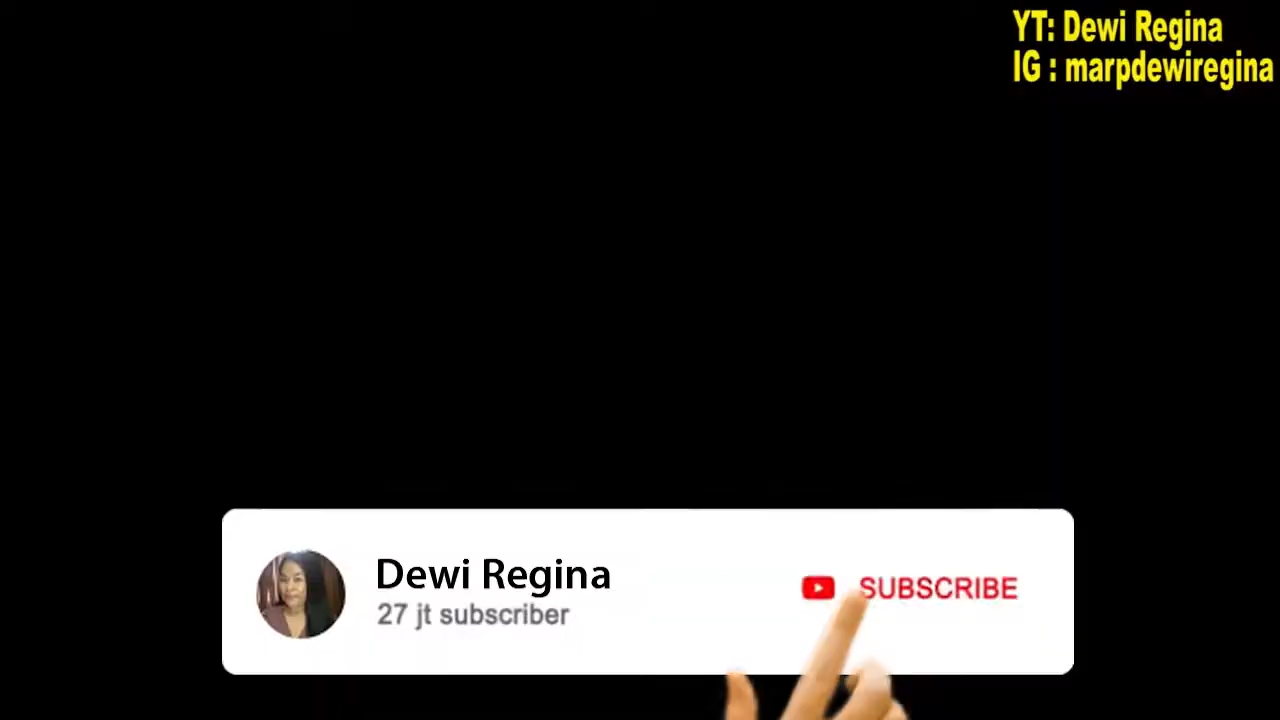 YT: Dewi Regina
IG : marpdewiregina
Dewi Regina
27 jt subscriber
SUBSCRIBE